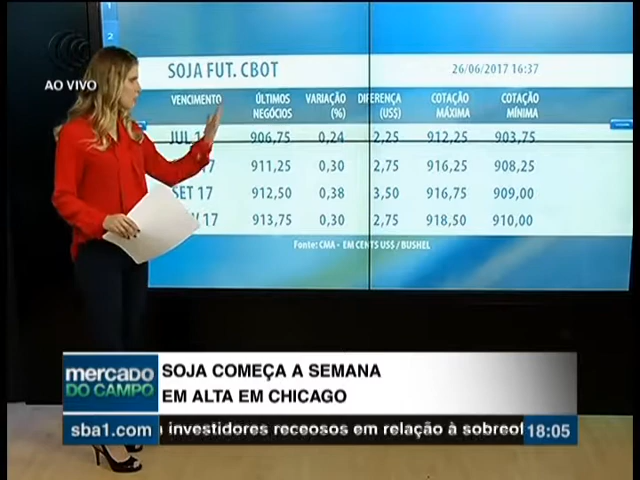 1
2
AO VIVO
SOJA FUT. CBOT 26/06/2017 16:37
VENCIMENTO ÚLTIMOS NEGÓCIOS VARIAÇÃO (%) DIFERENÇA (US$) COTAÇÃO MÁXIMA COTAÇÃO MÍNIMA
JUL 906,75 0,24 2,25 912,25 903,75
17 911,25 0,30 2,75 916,25 908,25
SET 17 912,50 0,38 3,50 916,75 909,00
17 913,75 0,30 2,75 918,50 910,00
Fonte: CMA - EM CENTS US$ / BUSHEL
mercado DO CAMPO
SOJA COMEÇA A SEMANA
EM ALTA EM CHICAGO
sba1.com investidores receosos em relação à sobreof 18:05